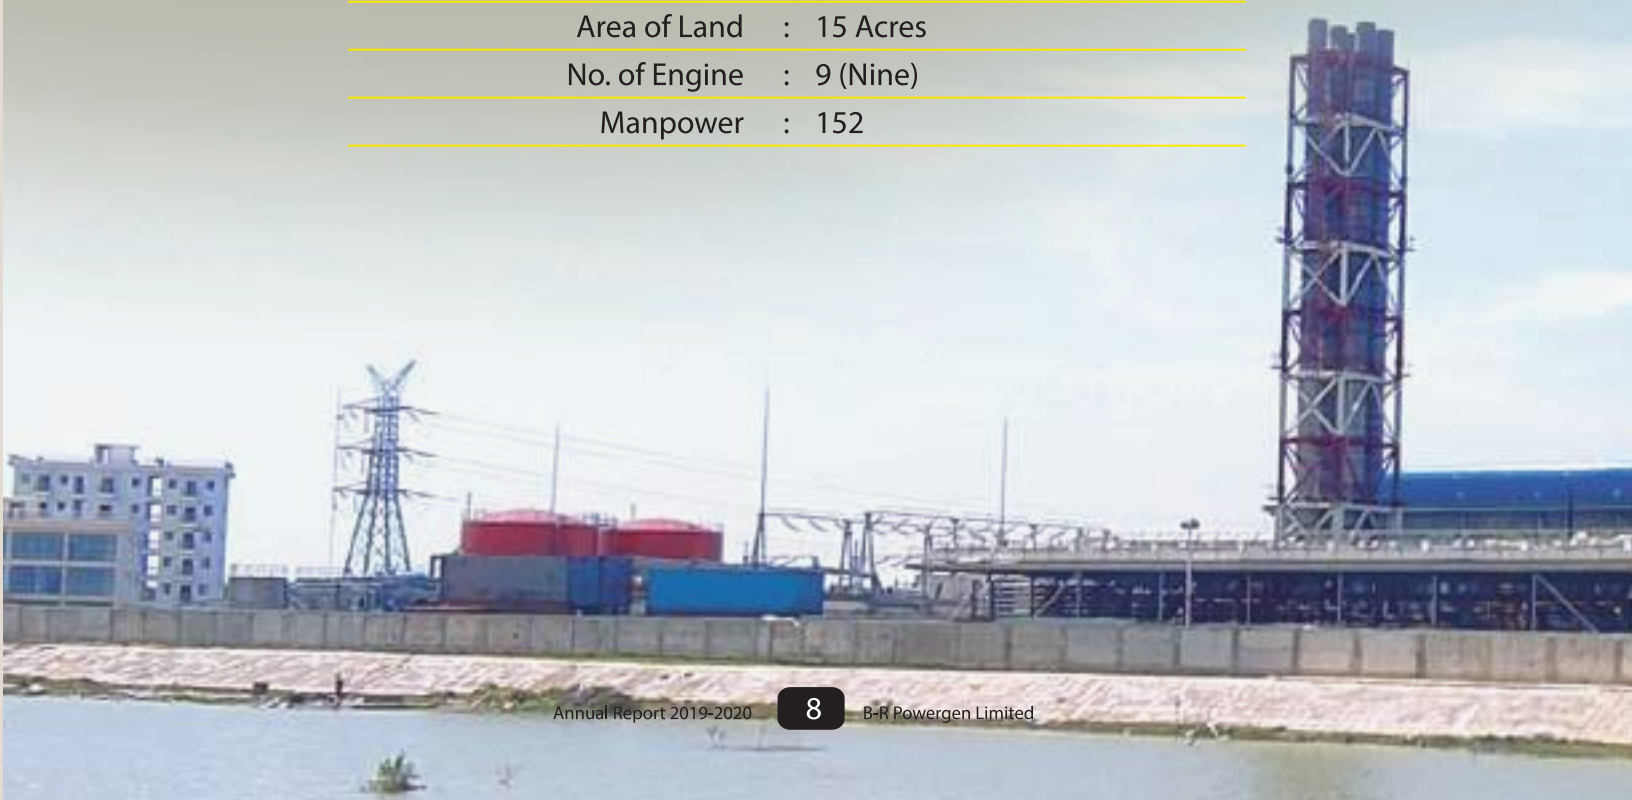 Area of Land : 15 Acres
No. of Engine : 9 (Nine)
Manpower : 152
Annual Report 2019-2020 8 B-R Powergen Limited